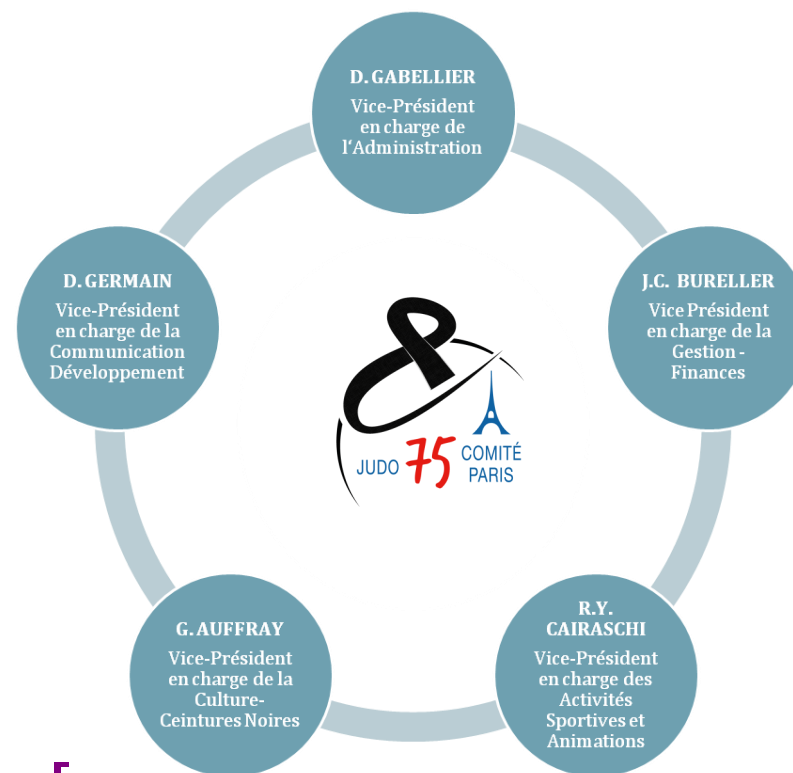 D. GABELLIER
Vice-Président
en charge de
l'Administration
D. GERMAIN
Vice-Président
en charge de la
Communication
Développement
J.C. BURELLER
Vice Président
en charge de la
Gestion -
Finances
JUDO 75 COMITÉ
PARIS
G. AUFFRAY
Vice-Président
en charge de la
Culture-
Ceintures Noires
R.Y.
CAIRASCHI
Vice-Président
en charge des
Activités
Sportives et
Animations